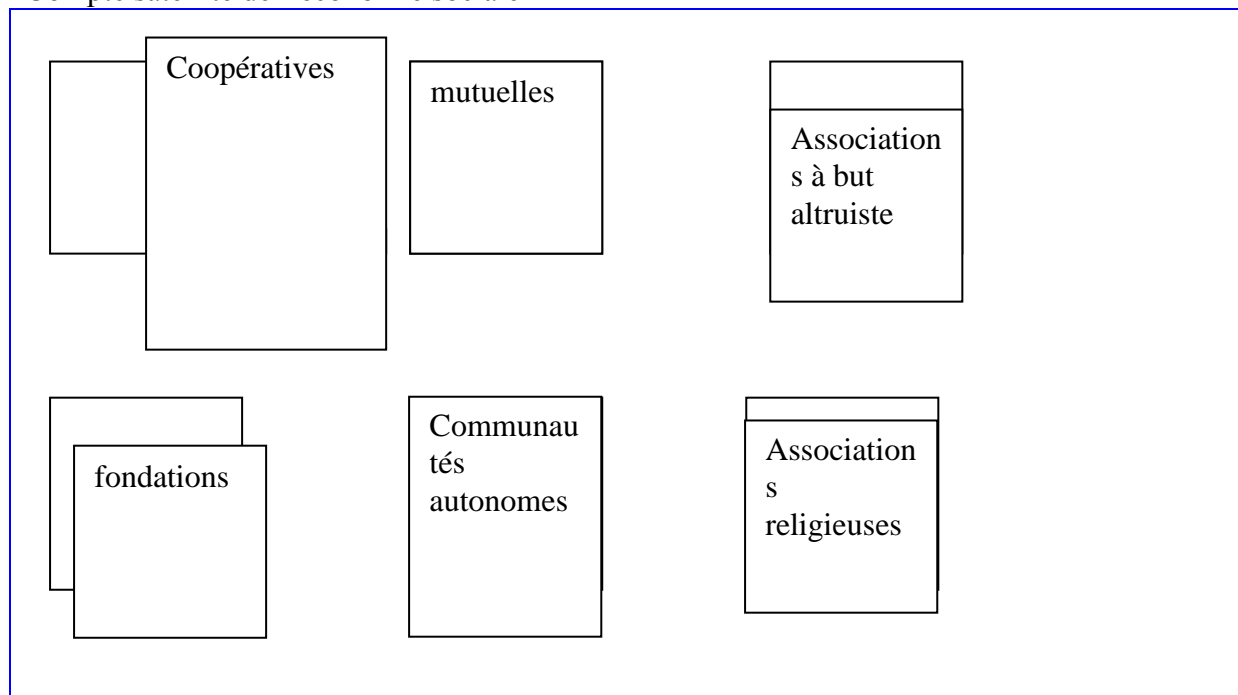 Coopératives
mutuelles
Association
s à but
altruiste
fondations
Communau
tés
autonomes
Association
s
religieuses